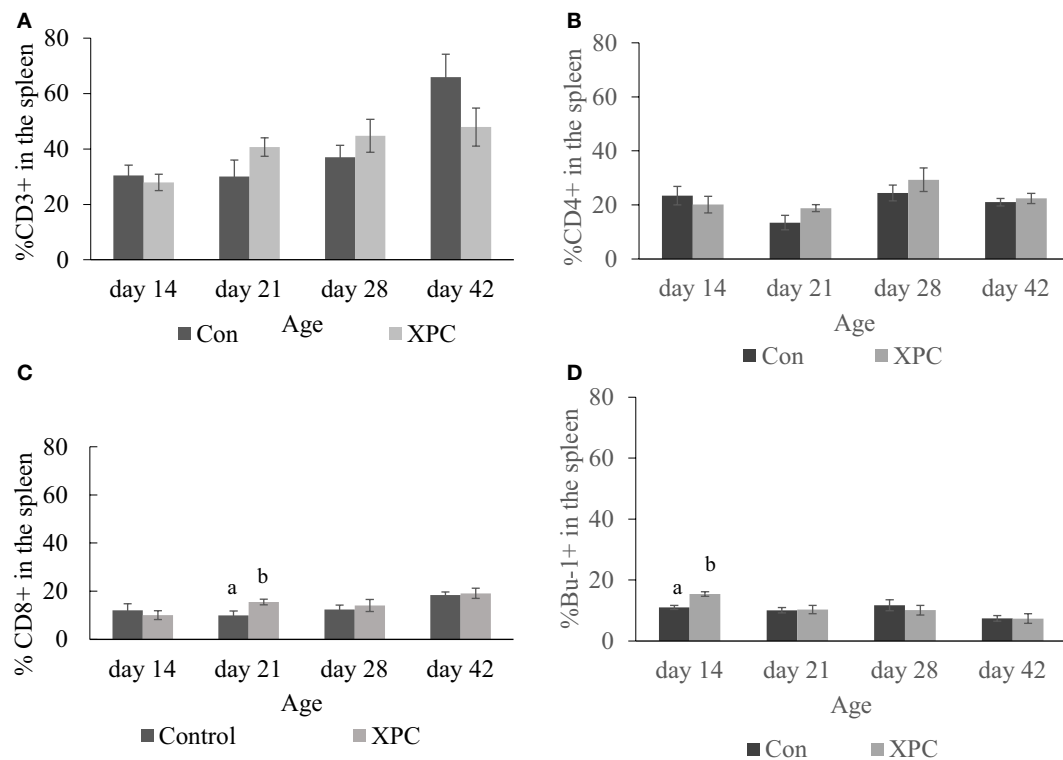 A
%CD3+ in the spleen
80
60
40
20
0
day 14 day 21 day 28 day 42
Age
Con XPC
B
%CD4+ in the spleen
80
60
40
20
0
day 14 day 21 day 28 day 42
Age
Con XPC
C
% CD8+ in the spleen
80
60
40
20
0
a b
day 14 day 21 day 28 day 42
Age
Control XPC
D
%Bu-1+ in the spleen
80
60
40
20
0
a b
day 14 day 21 day 28 day 42
Age
Con XPC